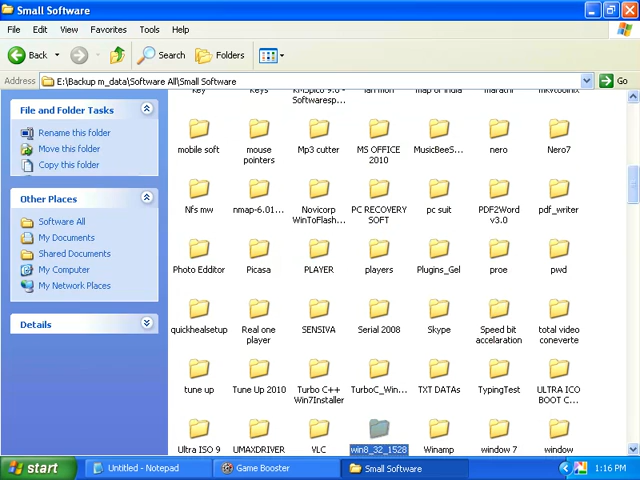 Small Software
File Edit View Favorites Tools Help
Back Search Folders
Address E:\Backup m_data\Software All\Small Software Go
File and Folder Tasks
Rename this folder
Move this folder
Copy this folder
Other Places
Software All
My Documents
Shared Documents
My Computer
My Network Places
Details
mobile soft
mouse
pointers
Mp3 cutter
MS OFFICE
2010
MusicBeeS...
nero
Nero7
Nfs mw
nmap-6.01...
Novicorp
WinToFlash...
PC RECOVERY
SOFT
pc suit
PDF2Word
v3.0
pdf_writer
Photo Edditor
Picasa
PLAYER
players
Plugins_Gel
proe
pwd
quickhealsetup
Real one
player
SENSIVA
Serial 2008
Skype
Speed bit
accelaration
total video
coneverte
tune up
Tune Up 2010
Turbo C++
Win7Installer
TurboC_Win...
TXT DATAs
TypingTest
ULTRA ICO
BOOT C...
Ultra ISO 9
UMAXDRIVER
VLC
win8_32_1528
Winamp
window 7
window
start Untitled - Notepad Game Booster Small Software 1:16 PM